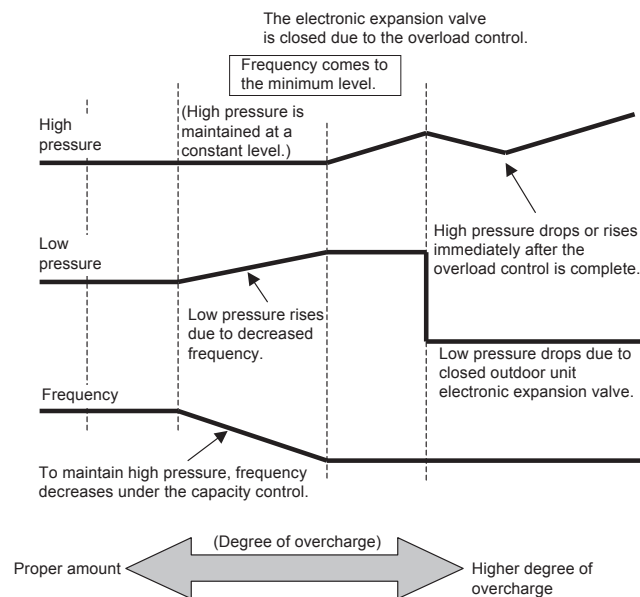 The electronic expansion valve
is closed due to the overload control.
Frequency comes to
the minimum level.
(High pressure is
maintained at a
constant level.)
High
pressure
High pressure drops or rises
immediately after the
overload control is complete.
Low
pressure
Low pressure rises
due to decreased
frequency.
Low pressure drops due to
closed outdoor unit
electronic expansion valve.
Frequency
To maintain high pressure, frequency
decreases under the capacity control.
(Degree of overcharge)
Proper amount
Higher degree of
overcharge